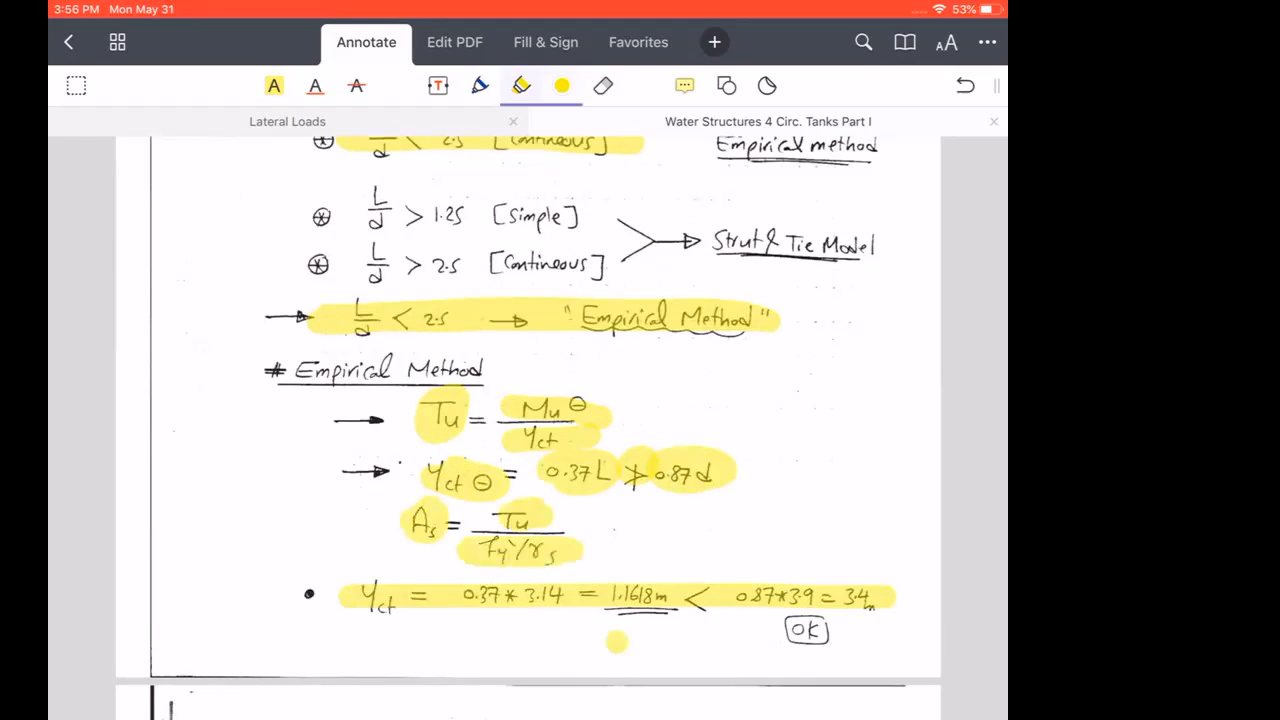 3:56 PM Mon May 31 53%
Annotate Edit PDF Fill & Sign Favorites
Lateral Loads Water Structures 4 Circ. Tanks Part I
L/d < 2.5 [Contineous] Empirical method
L/d > 1.25 [Simple]
Strut & Tie Model
L/d > 2.5 [Contineous]
L/d < 2.5 → "Empirical Method"
# Empirical Method
→ Tu = Mu⊖ / Yct
→ Yct⊖ = 0.37L ≯ 0.87d
As = Tu / Fy'/γs
• Yct = 0.37*3.14 = 1.1618m < 0.87*3.9 = 3.4m
OK